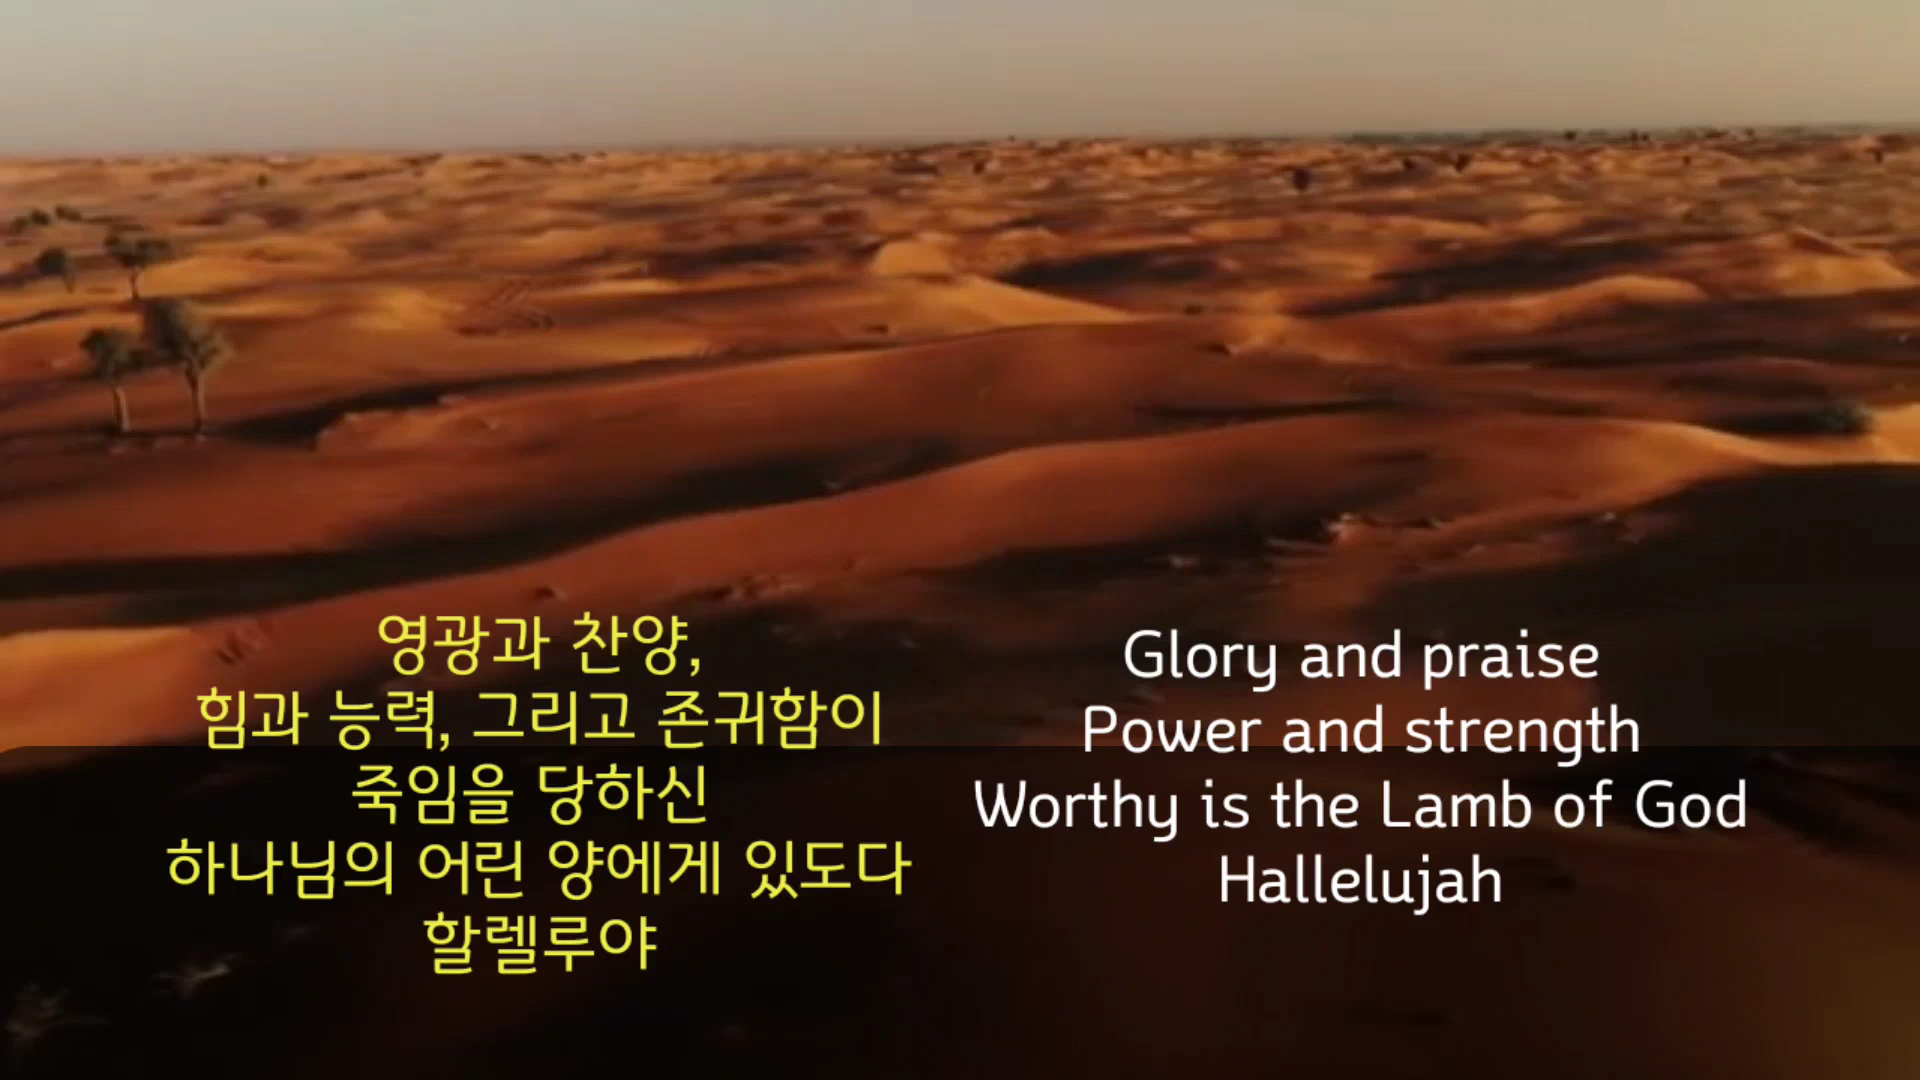 영광과 찬양,
힘과 능력, 그리고 존귀함이
죽임을 당하신
하나님의 어린 양에게 있도다
할렐루야
Glory and praise
Power and strength
Worthy is the Lamb of God
Hallelujah